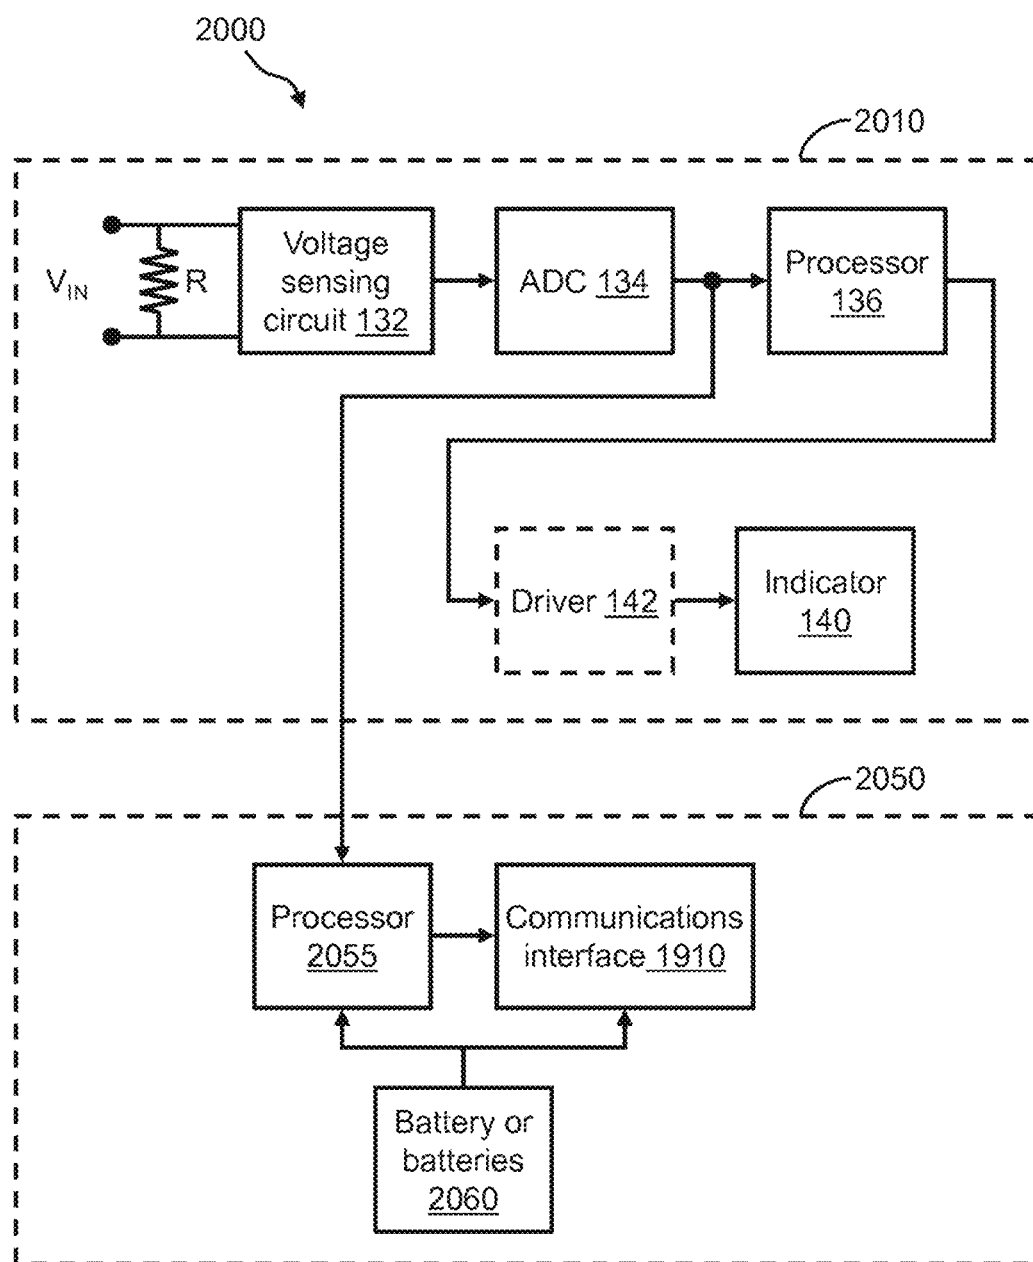 2000
2010
Voltage
sensing
circuit 132
ADC 134
Processor
136
V_IN
R
Driver 142
Indicator
140
2050
Processor
2055
Communications
interface 1910
Battery or
batteries
2060